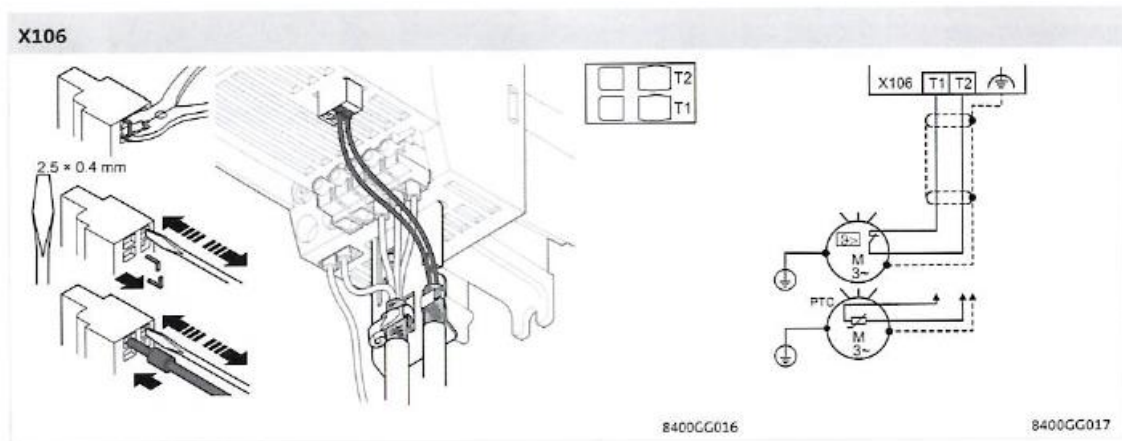 X106
2.5 × 0.4 mm
T2
T1
X106 T1 T2
ϑ>
M
3~
PTC
M
3~
8400GG016
8400GG017